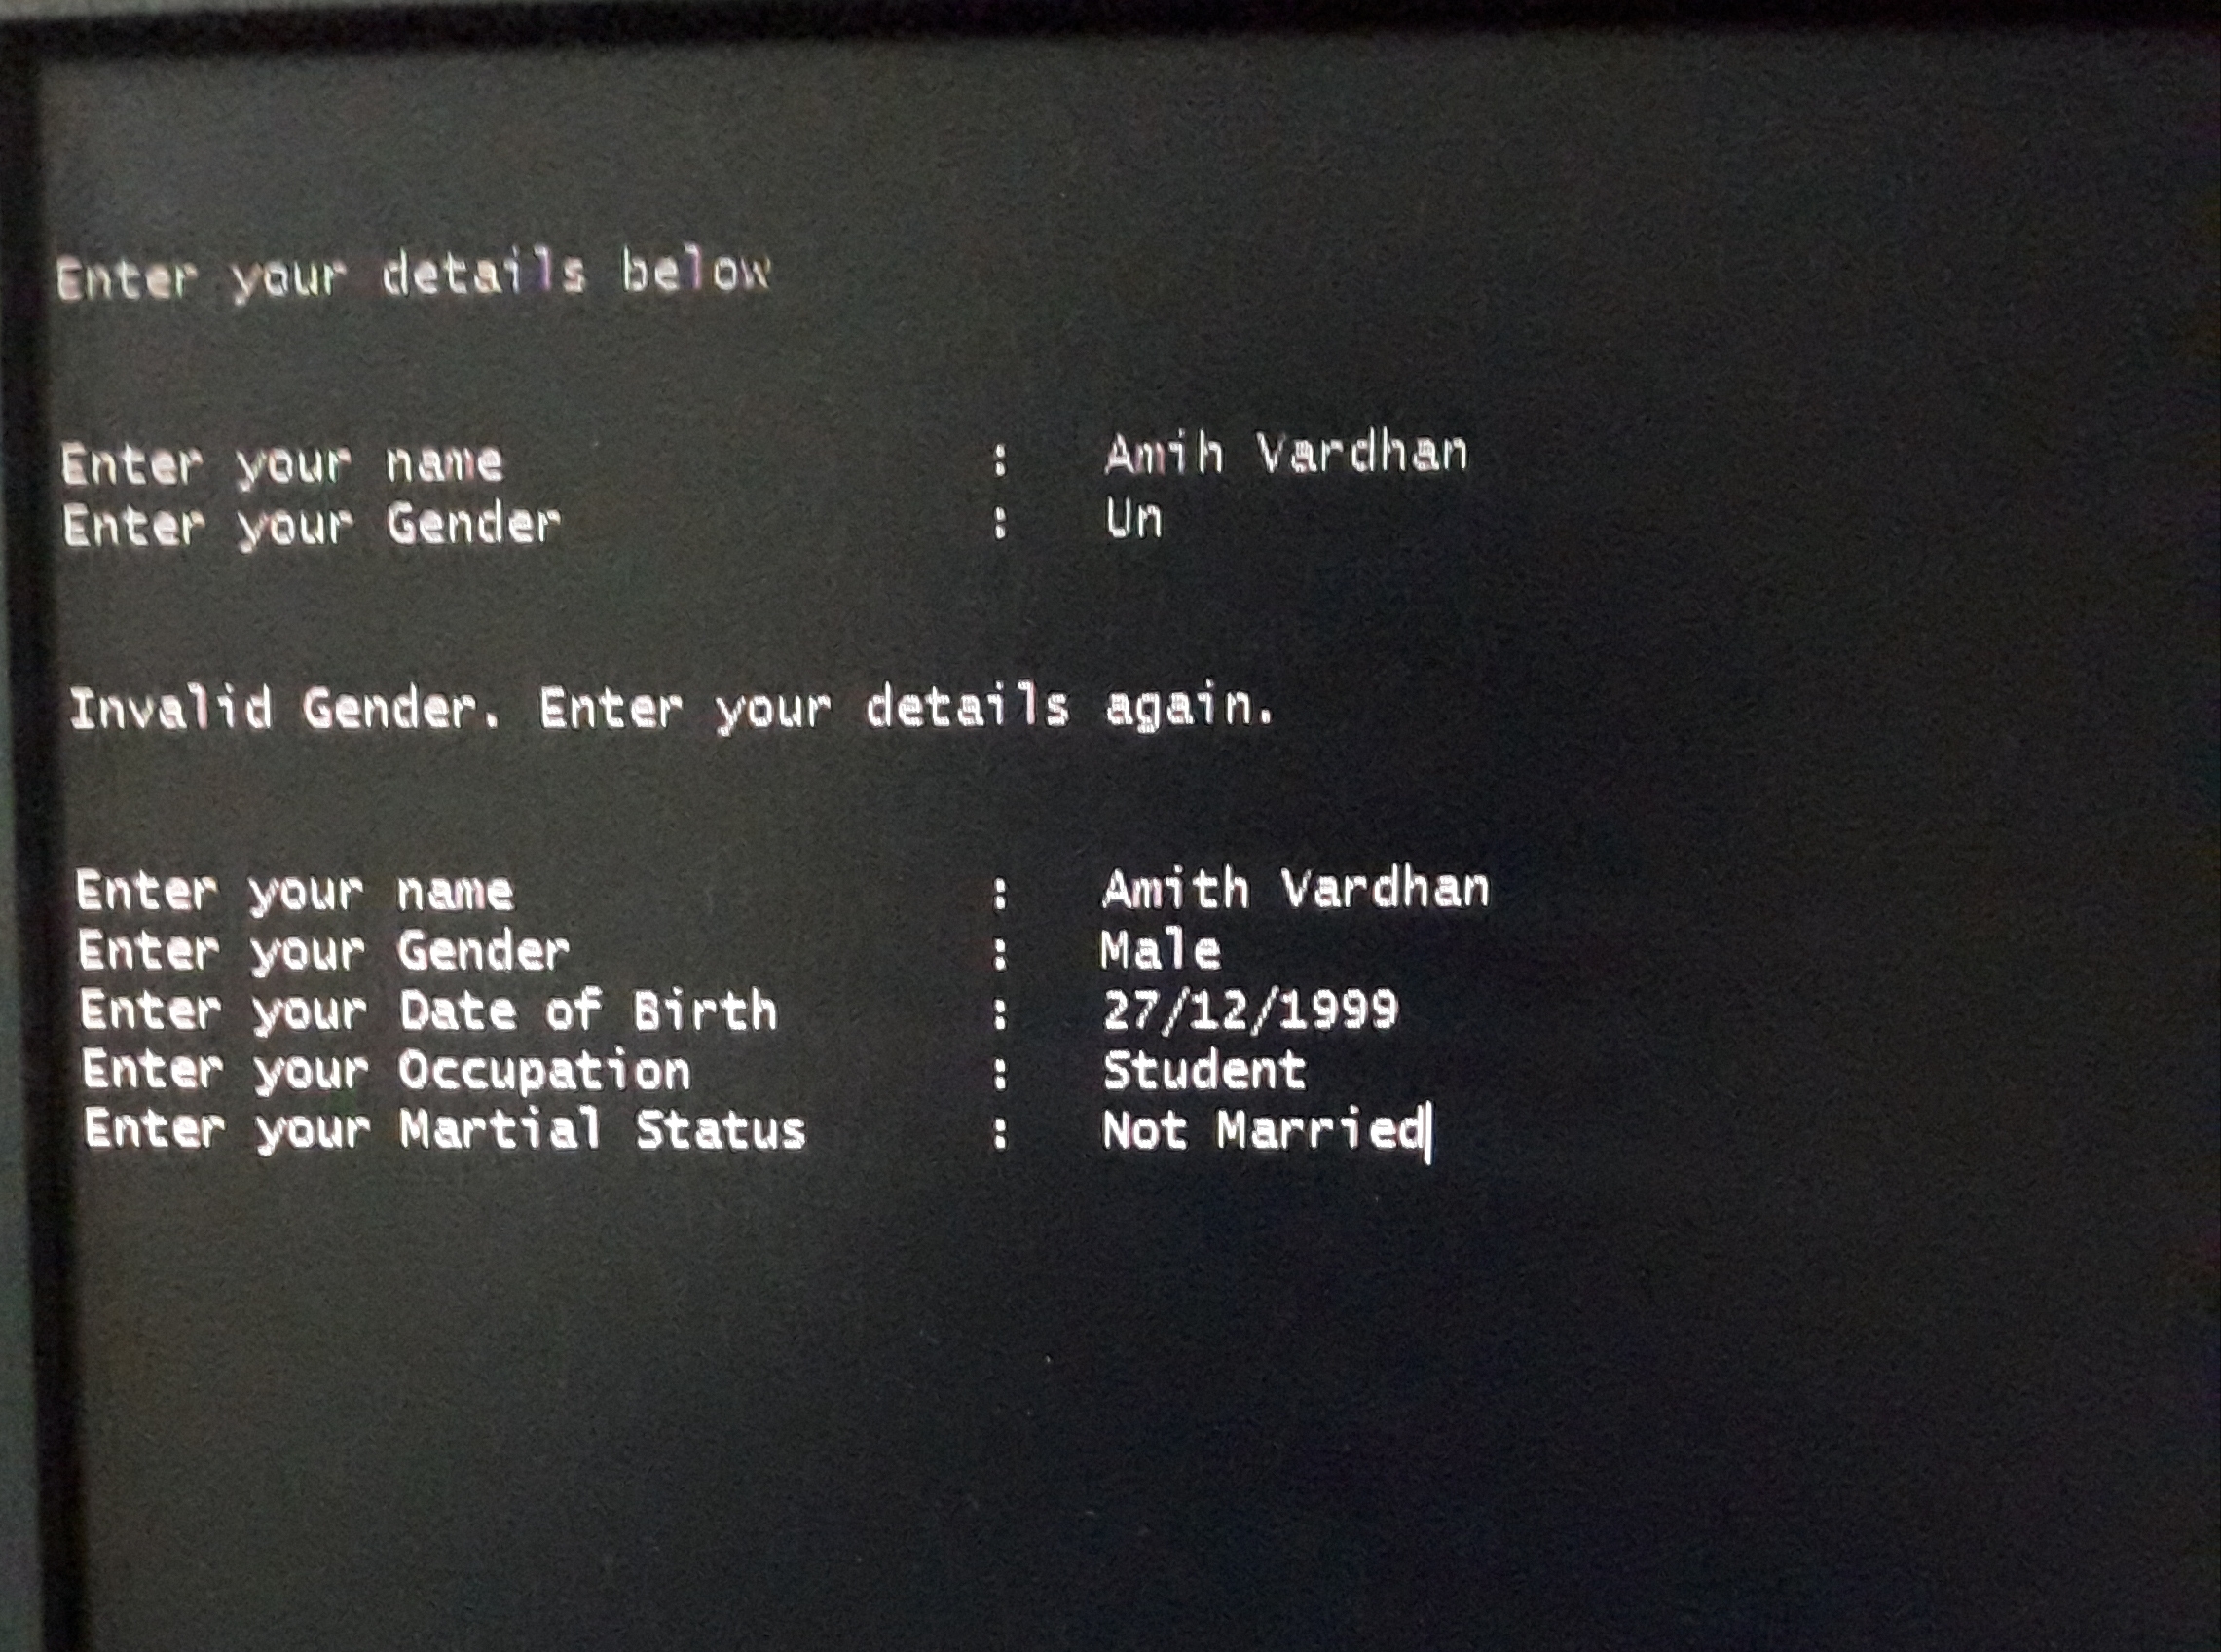 Enter your details below
Enter your name : Amih Vardhan
Enter your Gender : Un
Invalid Gender. Enter your details again.
Enter your name : Amith Vardhan
Enter your Gender : Male
Enter your Date of Birth : 27/12/1999
Enter your Occupation : Student
Enter your Martial Status : Not Married